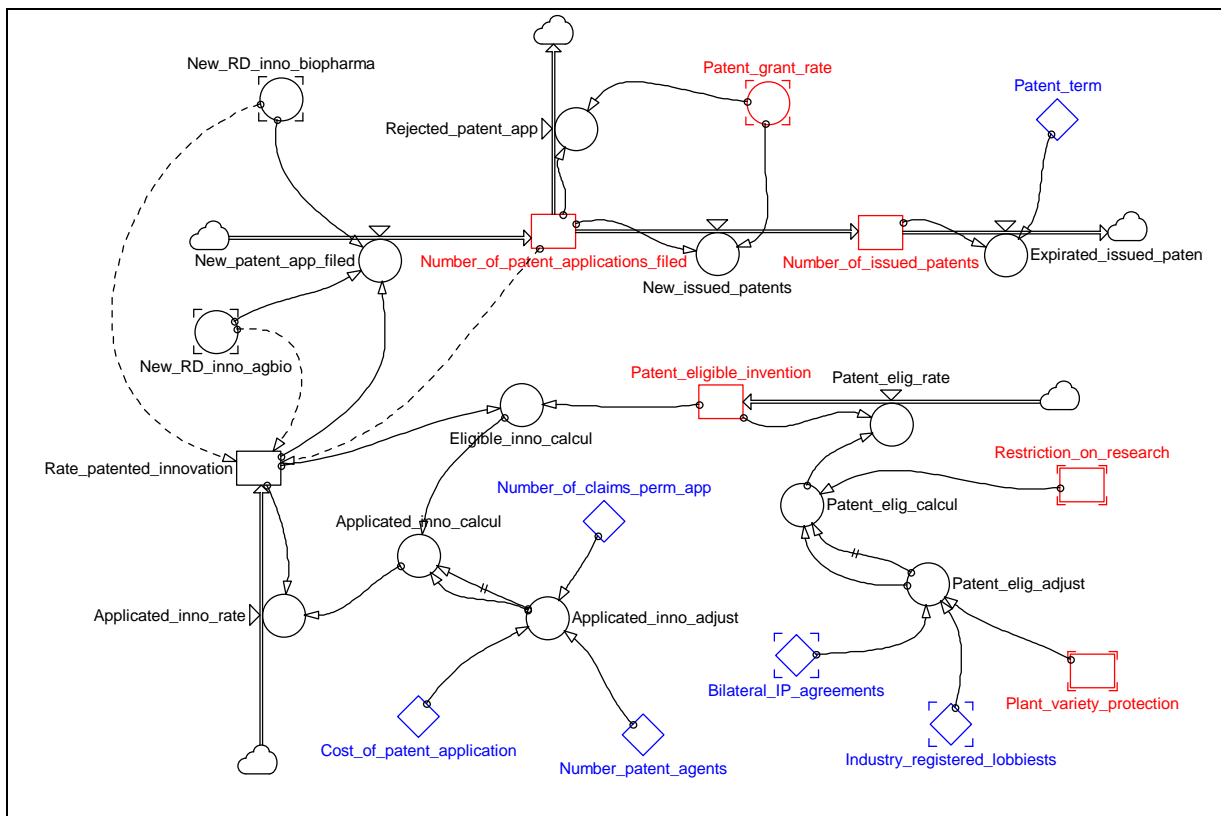 New_RD_inno_biopharma
Patent_grant_rate
Patent_term
Rejected_patent_app
New_patent_app_filed
Number_of_patent_applications_filed
Number_of_issued_patents
Expirated_issued_paten
New_issued_patents
New_RD_inno_agbio
Patent_eligible_invention
Patent_elig_rate
Eligible_inno_calcul
Rate_patented_innovation
Restriction_on_research
Number_of_claims_perm_app
Patent_elig_calcul
Applicated_inno_calcul
Patent_elig_adjust
Applicated_inno_rate
Applicated_inno_adjust
Bilateral_IP_agreements
Plant_variety_protection
Cost_of_patent_application
Industry_registered_lobbiests
Number_patent_agents